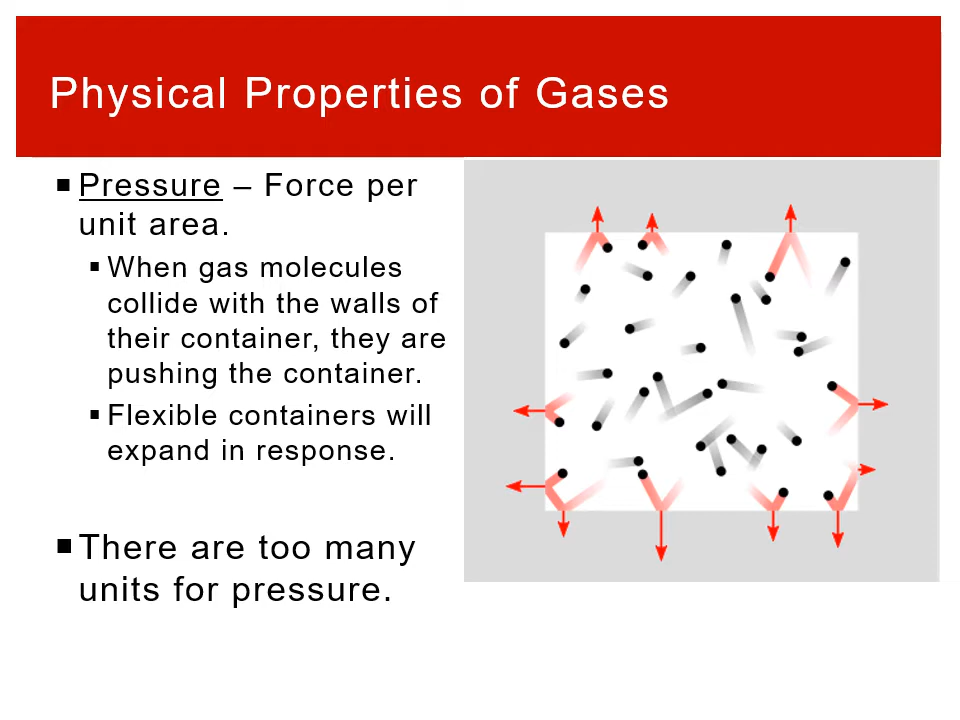 Physical Properties of Gases
▪ Pressure – Force per
unit area.
▪ When gas molecules
collide with the walls of
their container, they are
pushing the container.
▪ Flexible containers will
expand in response.
▪ There are too many
units for pressure.